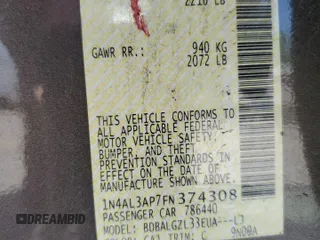 2210 LB
GAWR RR.: 940 KG
2072 LB
THIS VEHICLE CONFORMS TO
ALL APPLICABLE FEDERAL
MOTOR VEHICLE SAFETY,
BUMPER, AND THEFT
PREVENTION STANDARDS IN
EFFECT ON THE DATE OF
MANUFACTURE SHOWN ABOVE.
1N4AL3AP7FN374308
PASSENGER CAR 786440
MODEL: BDBALGZL33EUA---L3
TRIM: G 9N00A
DREAMBID